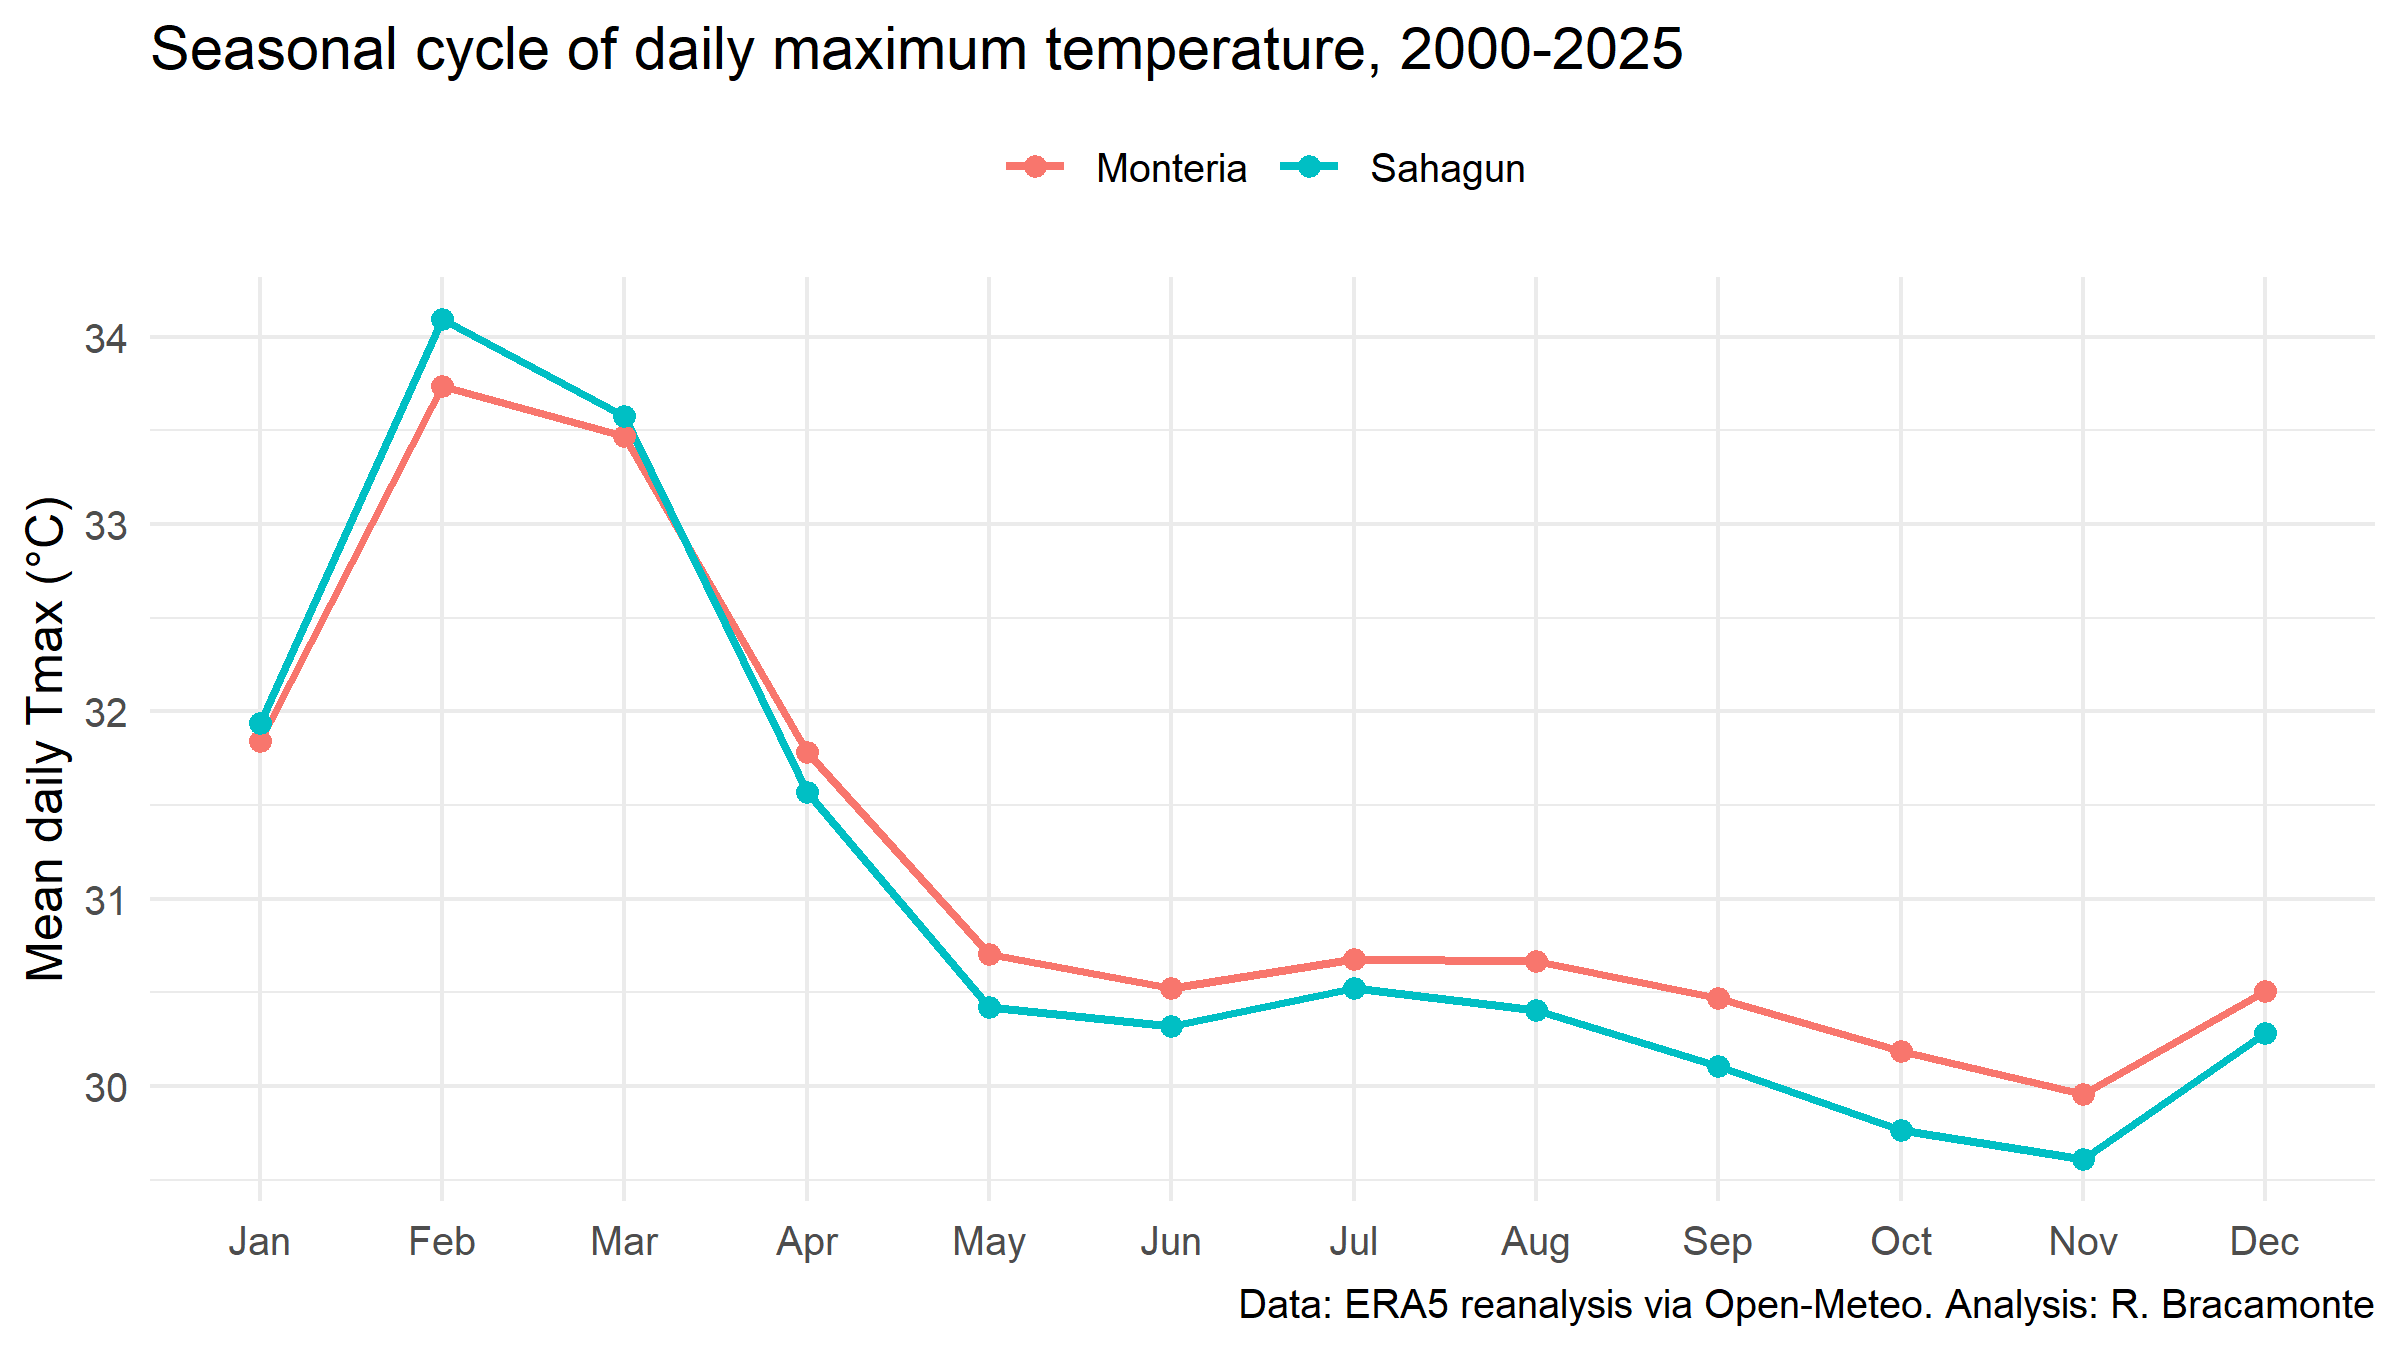 Seasonal cycle of daily maximum temperature, 2000-2025
Monteria
Sahagun
Mean daily Tmax (°C)
34
33
32
31
30
Jan Feb Mar Apr May Jun Jul Aug Sep Oct Nov Dec
Data: ERA5 reanalysis via Open-Meteo. Analysis: R. Bracamonte